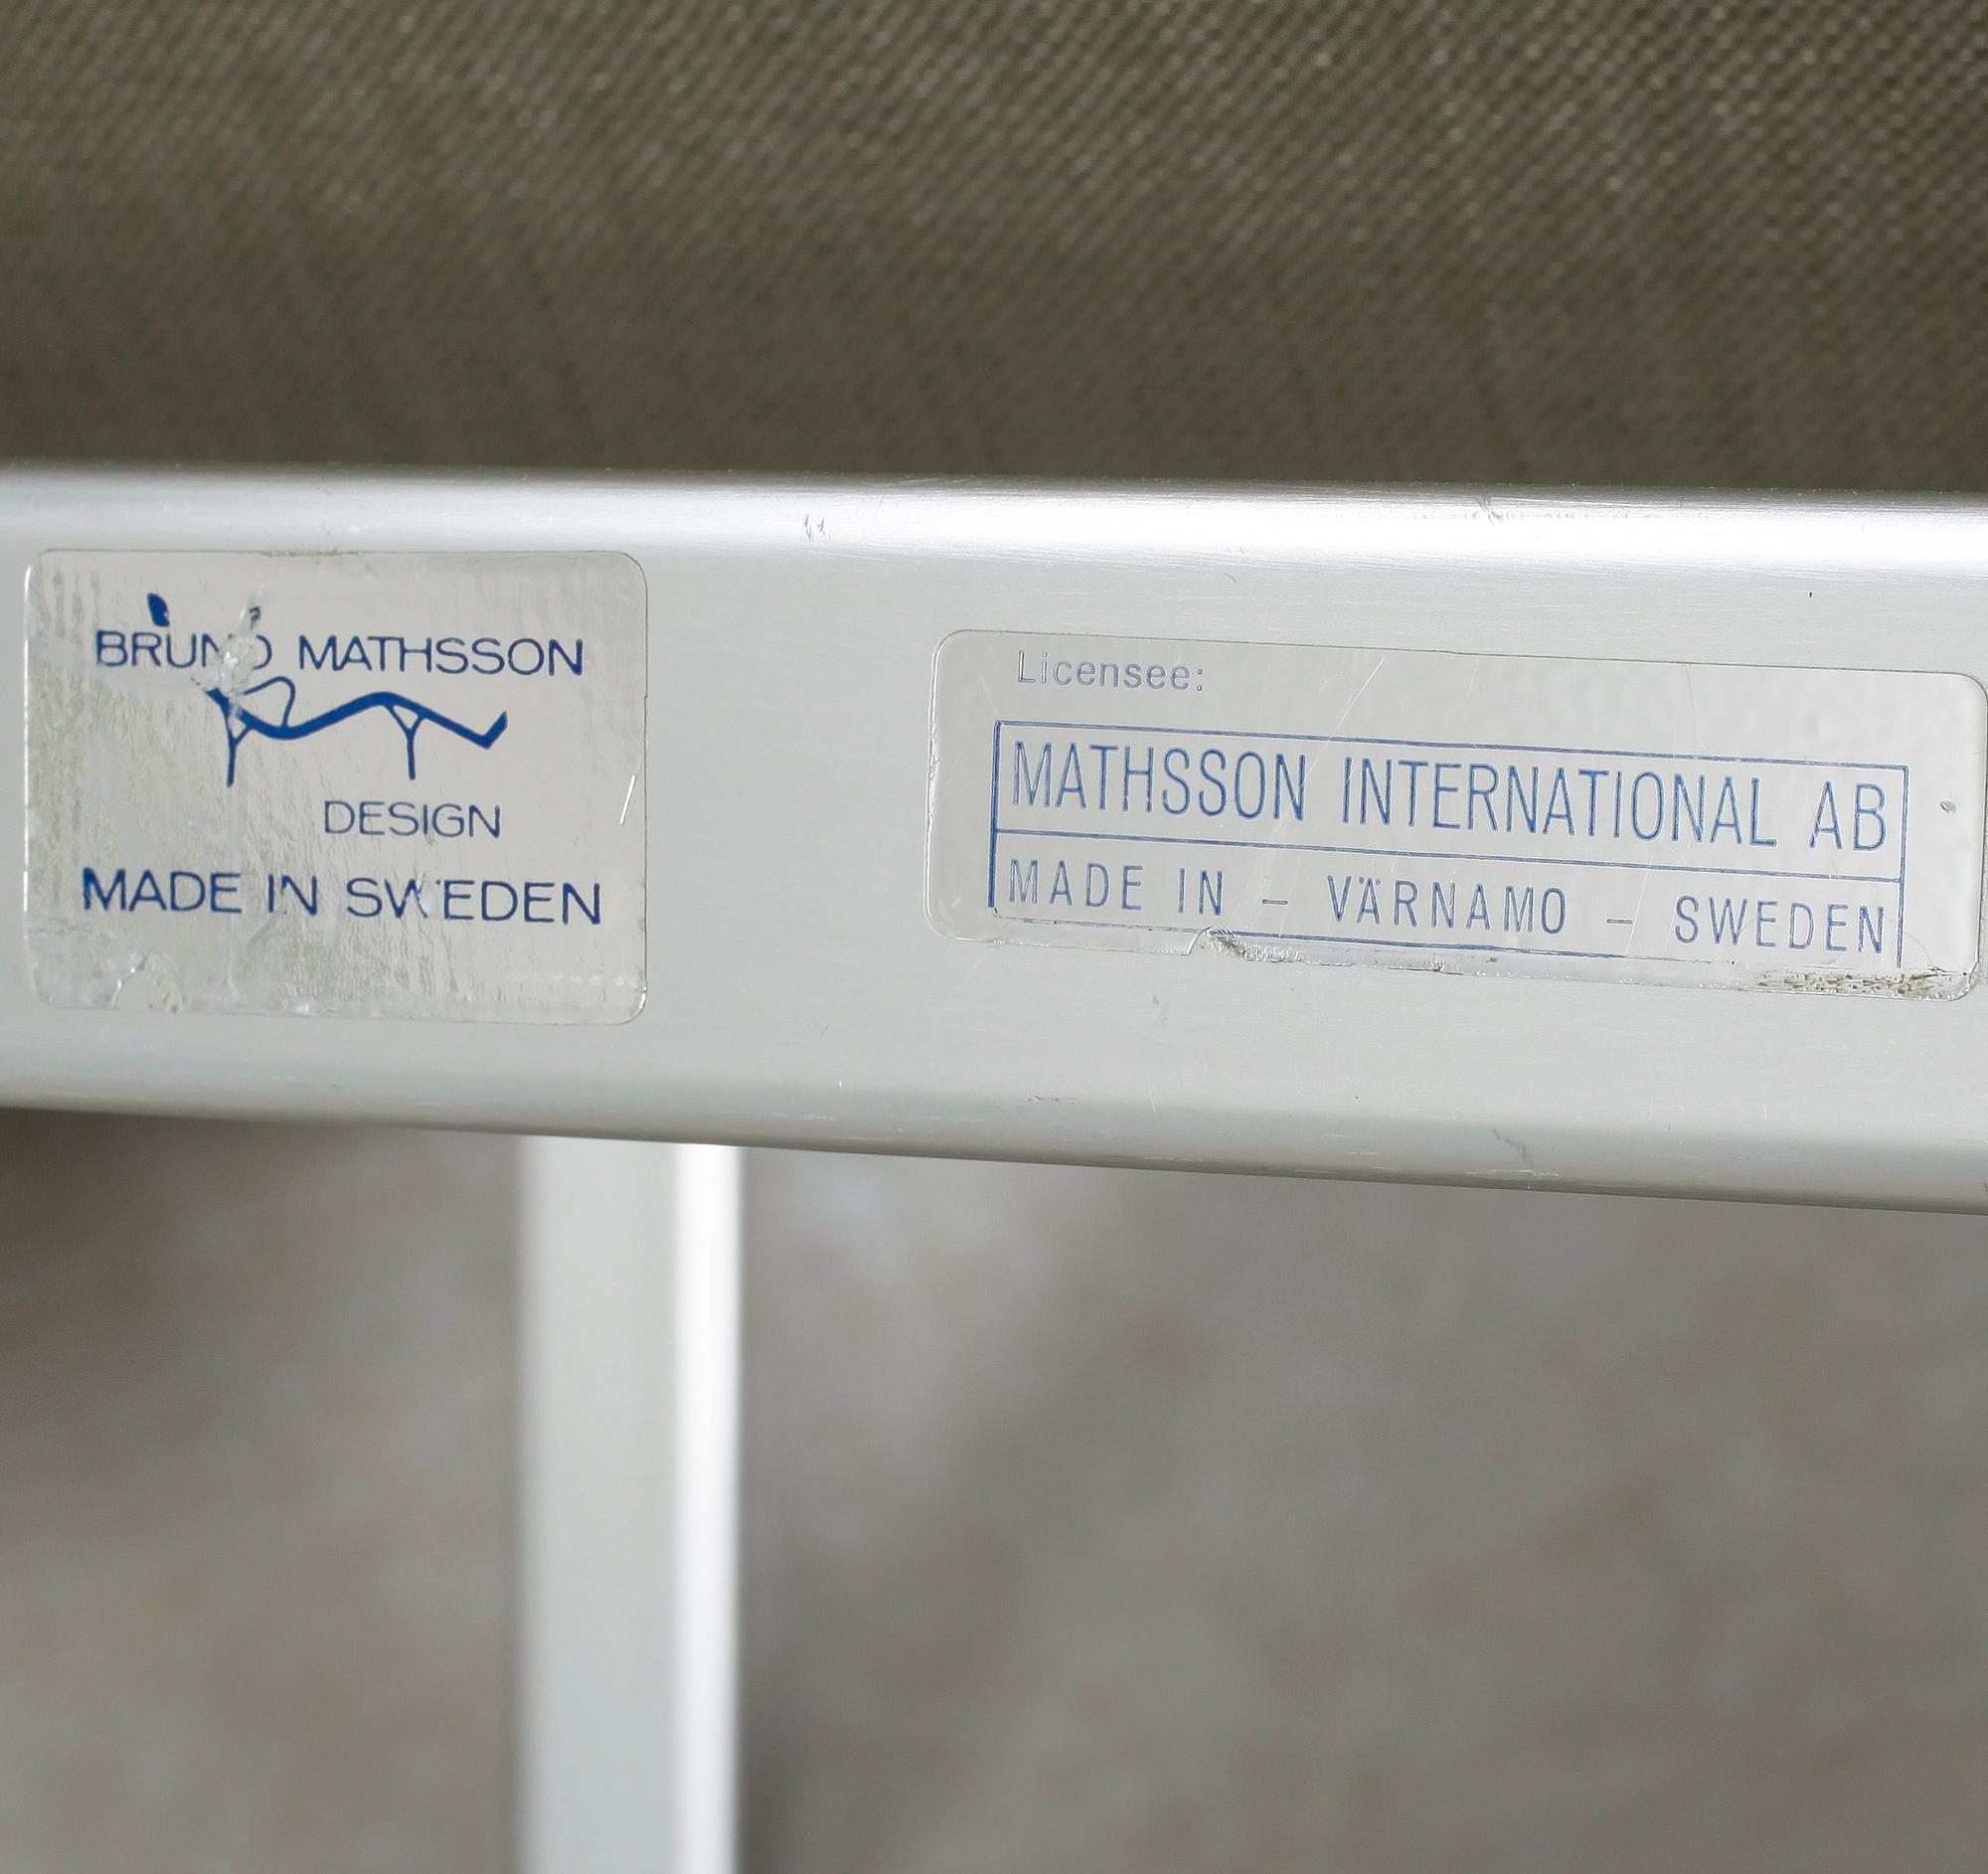 BRUNO MATHSSON
DESIGN
MADE IN SWEDEN
Licensee:
MATHSSON INTERNATIONAL AB
MADE IN – VÄRNAMO – SWEDEN